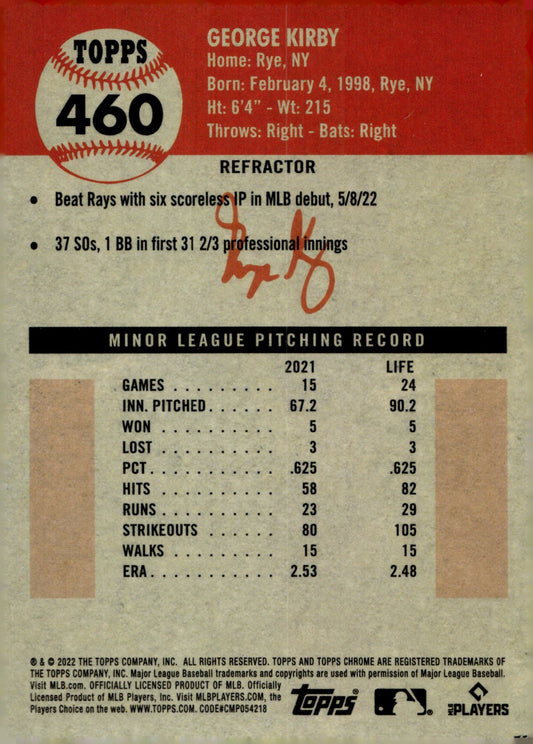 TOPPS
460
GEORGE KIRBY
Home: Rye, NY
Born: February 4, 1998, Rye, NY
Ht: 6'4" - Wt: 215
Throws: Right - Bats: Right
REFRACTOR
• Beat Rays with six scoreless IP in MLB debut, 5/8/22
• 37 SOs, 1 BB in first 31 2/3 professional innings
MINOR LEAGUE PITCHING RECORD
2021 LIFE
GAMES . . . . . . . . . 15 24
INN. PITCHED . . . . . . 67.2 90.2
WON . . . . . . . . . . 5 5
LOST . . . . . . . . . . 3 3
PCT. . . . . . . . . . . .625 .625
HITS . . . . . . . . . . 58 82
RUNS . . . . . . . . . . 23 29
STRIKEOUTS . . . . . . . 80 105
WALKS . . . . . . . . . 15 15
ERA . . . . . . . . . . . 2.53 2.48
® & © 2022 THE TOPPS COMPANY, INC. ALL RIGHTS RESERVED. TOPPS AND TOPPS CHROME ARE REGISTERED TRADEMARKS OF
THE TOPPS COMPANY, INC. Major League Baseball trademarks and copyrights are used with permission of Major League Baseball.
Visit MLB.com. OFFICIALLY LICENSED PRODUCT OF MLB. Officially
Licensed Product of MLB Players, Inc. Visit MLBPLAYERS.COM, the
Players Choice on the web. WWW.TOPPS.COM. CODE#CMP054218
Topps
MLB PLAYERS